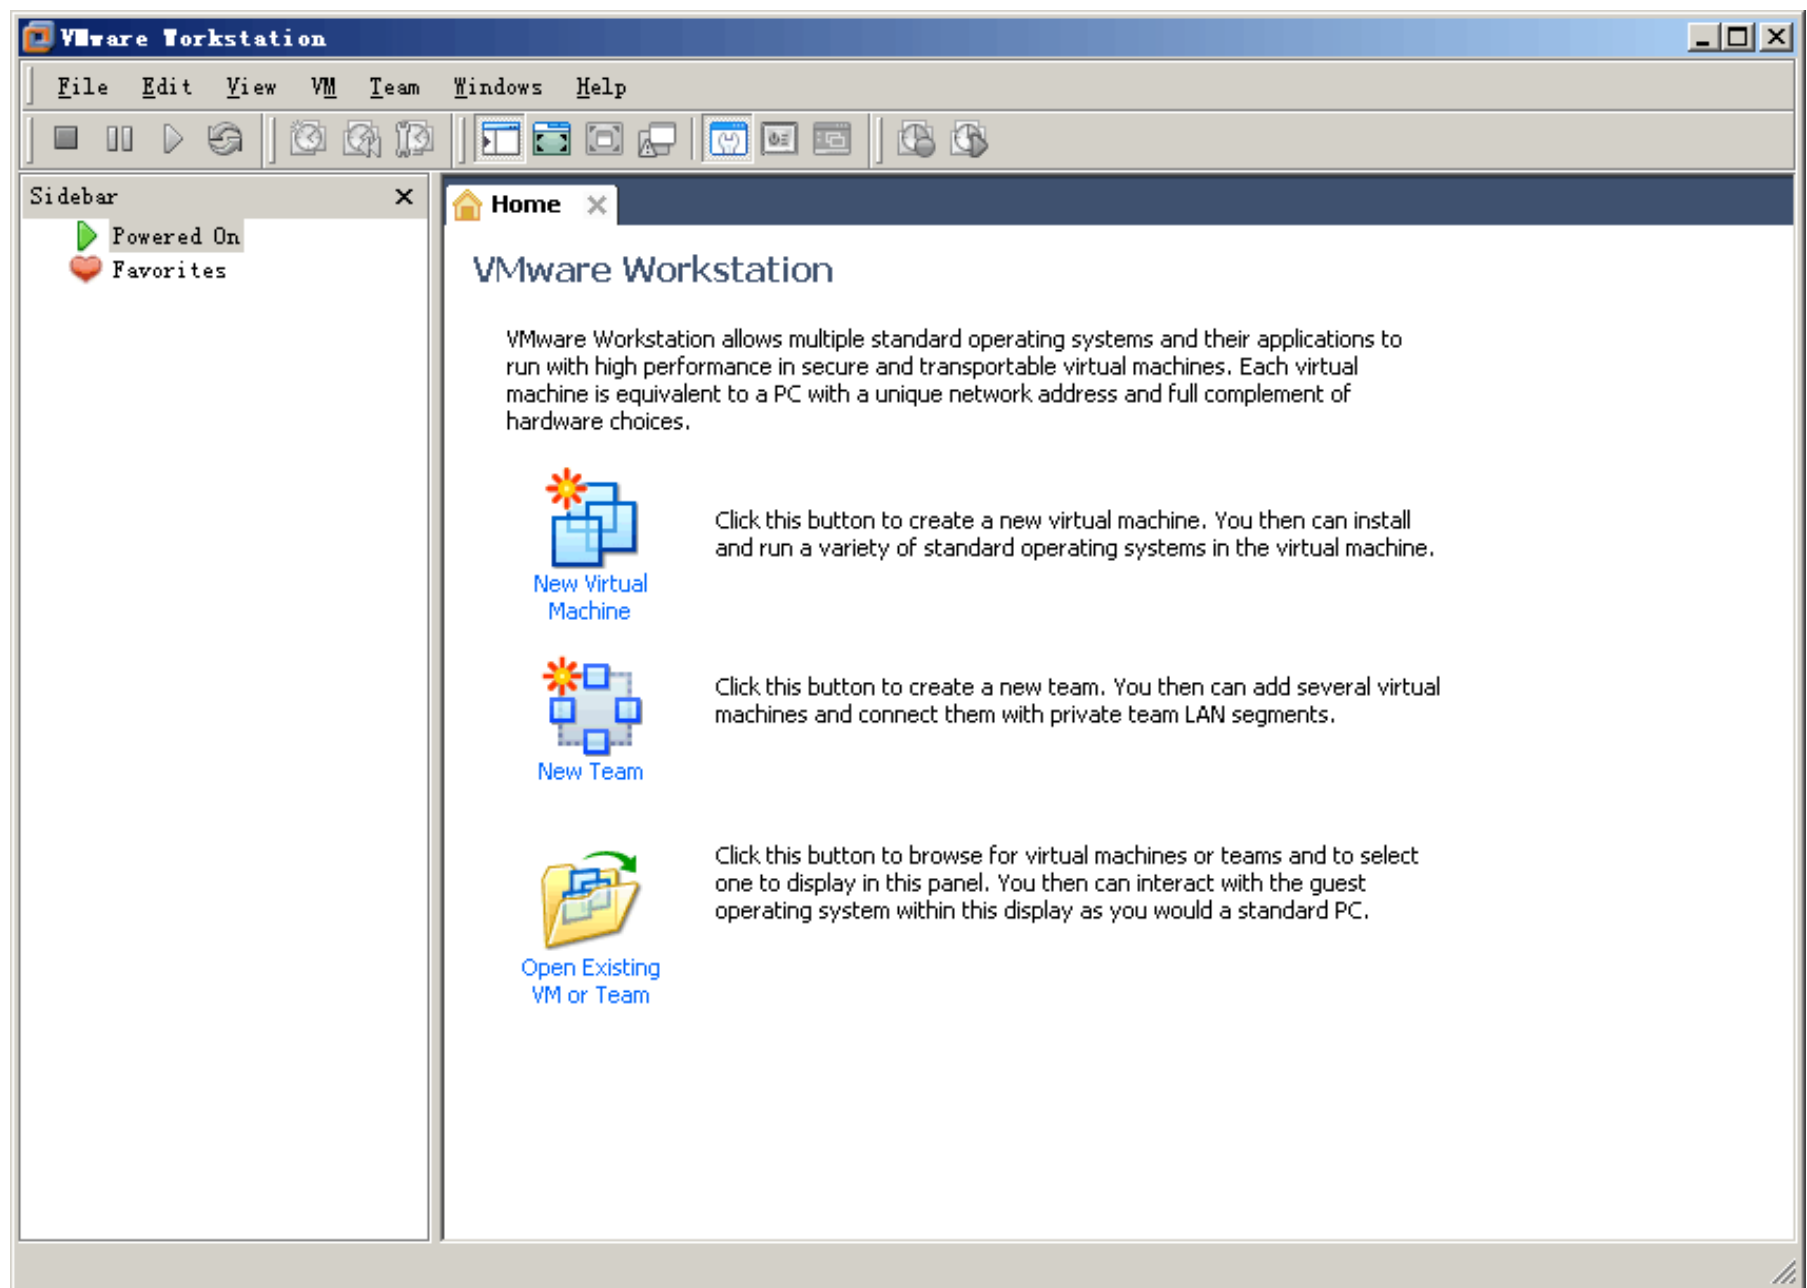 VMware Workstation
File Edit View VM Team Windows Help
Sidebar
Powered On
Favorites
Home
VMware Workstation
VMware Workstation allows multiple standard operating systems and their applications to
run with high performance in secure and transportable virtual machines. Each virtual
machine is equivalent to a PC with a unique network address and full complement of
hardware choices.
New Virtual
Machine
Click this button to create a new virtual machine. You then can install
and run a variety of standard operating systems in the virtual machine.
New Team
Click this button to create a new team. You then can add several virtual
machines and connect them with private team LAN segments.
Open Existing
VM or Team
Click this button to browse for virtual machines or teams and to select
one to display in this panel. You then can interact with the guest
operating system within this display as you would a standard PC.